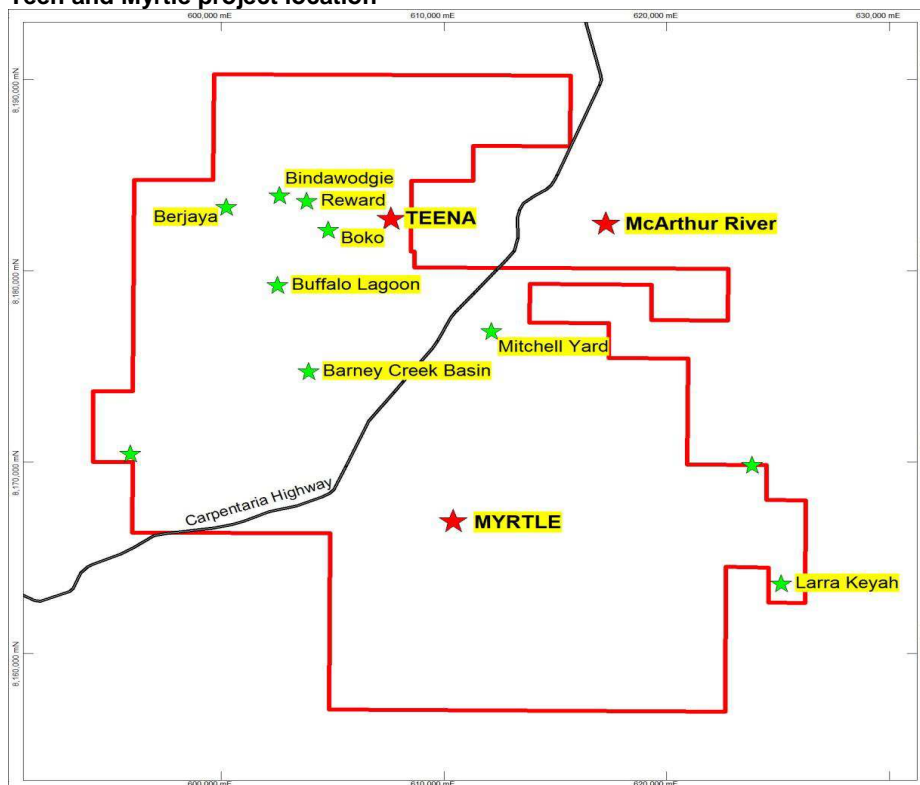 Teen and Myrtle project location
600,000 mE
610,000 mE
620,000 mE
630,000 mE
8,190,000 mN
Bindawodgie
Reward
Berjaya
TEENA
McArthur River
Boko
8,180,000 mN
Buffalo Lagoon
Mitchell Yard
Barney Creek Basin
8,170,000 mN
Carpentaria Highway
MYRTLE
Larra Keyah
8,160,000 mN
600,000 mE
610,000 mE
620,000 mE
630,000 mE